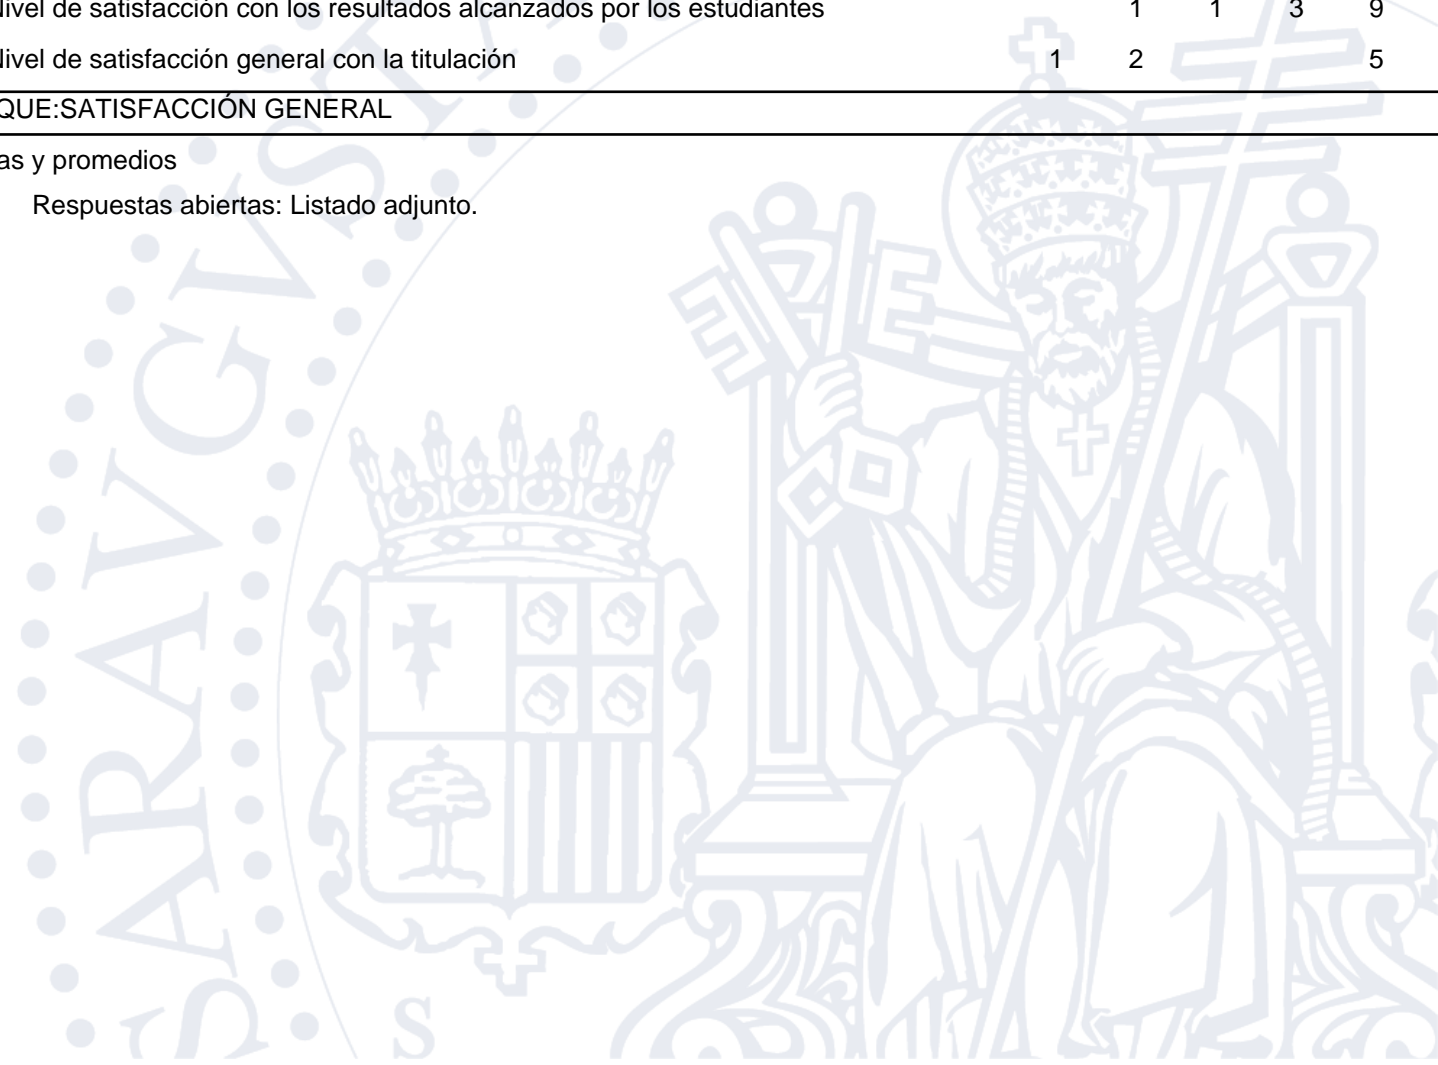 Nivel de satisfacción con los resultados alcanzados por los estudiantes 1 1 3 9
Nivel de satisfacción general con la titulación 1 2 5
QUE:SATISFACCIÓN GENERAL
as y promedios
Respuestas abiertas: Listado adjunto.
SARAVGVSTA
S